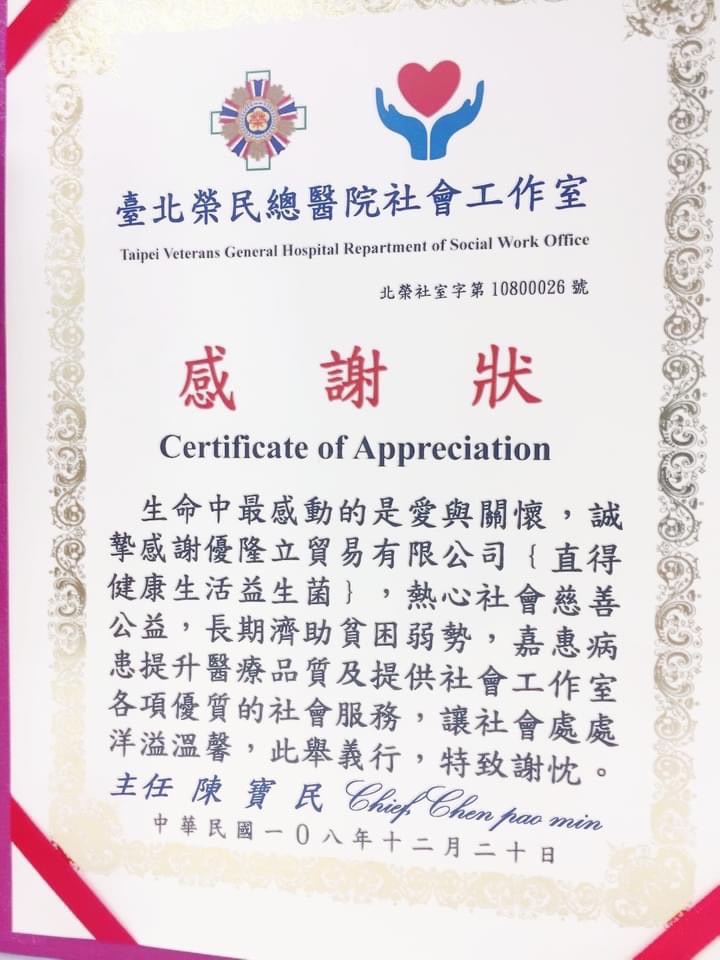 臺北榮民總醫院社會工作室
Taipei Veterans General Hospital Repartment of Social Work Office
北榮社室字第 10800026 號
感謝狀
Certificate of Appreciation
生命中最感動的是愛與關懷，誠
摯感謝優隆立貿易有限公司｛直得
健康生活益生菌｝，熱心社會慈善
公益，長期濟助貧困弱勢，嘉惠病
患提升醫療品質及提供社會工作室
各項優質的社會服務，讓社會處處
洋溢溫馨，此舉義行，特致謝忱。
主任 陳寶民 Chief, Chen pao min
中華民國一０八年十二月二十日